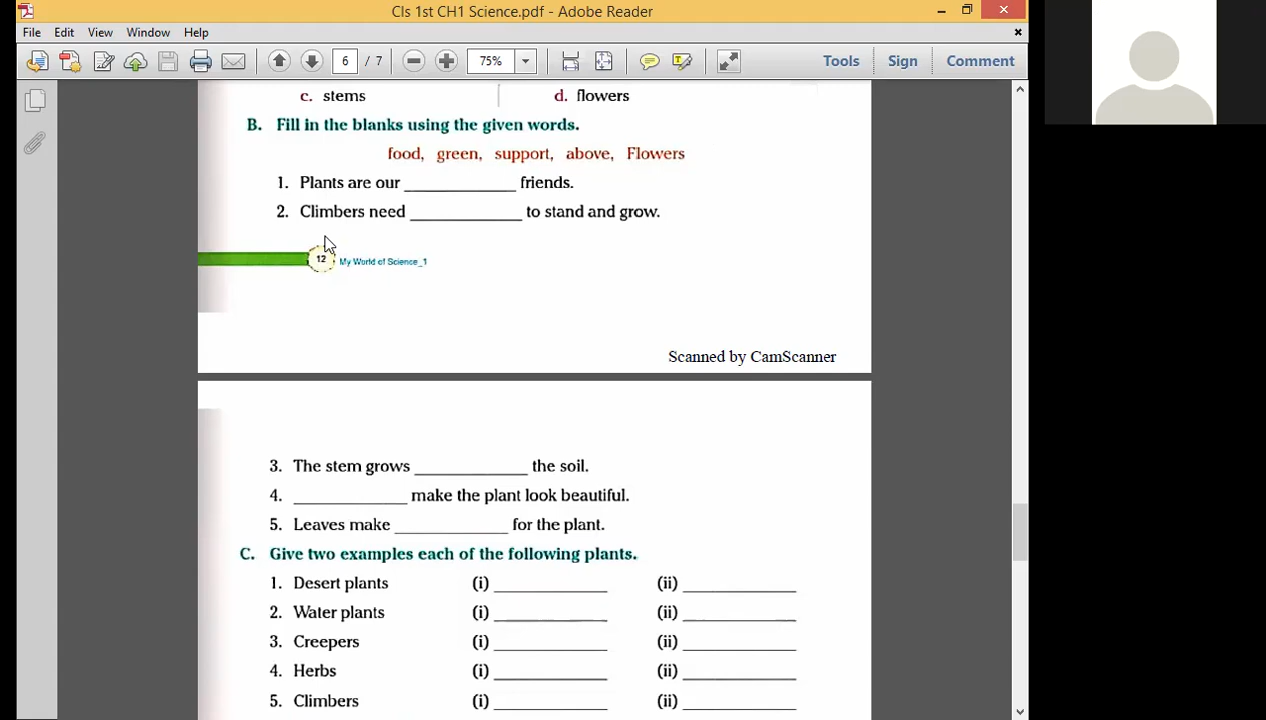 Cls 1st CH1 Science.pdf - Adobe Reader
File Edit View Window Help
6 / 7 75% Tools Sign Comment
c. stems d. flowers
B. Fill in the blanks using the given words.
food, green, support, above, Flowers
1. Plants are our ____________ friends.
2. Climbers need ____________ to stand and grow.
12 My World of Science_1
Scanned by CamScanner
3. The stem grows ____________ the soil.
4. ____________ make the plant look beautiful.
5. Leaves make ____________ for the plant.
C. Give two examples each of the following plants.
1. Desert plants (i) ____________ (ii) ____________
2. Water plants (i) ____________ (ii) ____________
3. Creepers (i) ____________ (ii) ____________
4. Herbs (i) ____________ (ii) ____________
5. Climbers (i) ____________ (ii) ____________